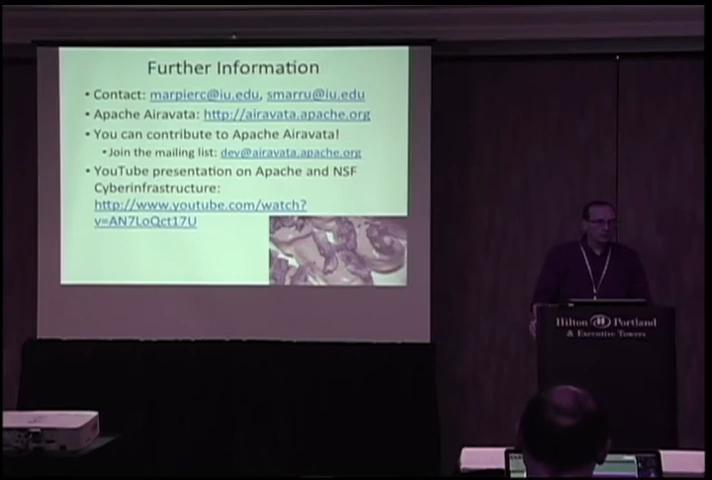 Further Information
• Contact: marpierc@iu.edu, smarru@iu.edu
• Apache Airavata: http://airavata.apache.org
• You can contribute to Apache Airavata!
• Join the mailing list: dev@airavata.apache.org
• YouTube presentation on Apache and NSF
Cyberinfrastructure:
http://www.youtube.com/watch?
v=AN7LoQct17U
Hilton Portland
& Executive Towers